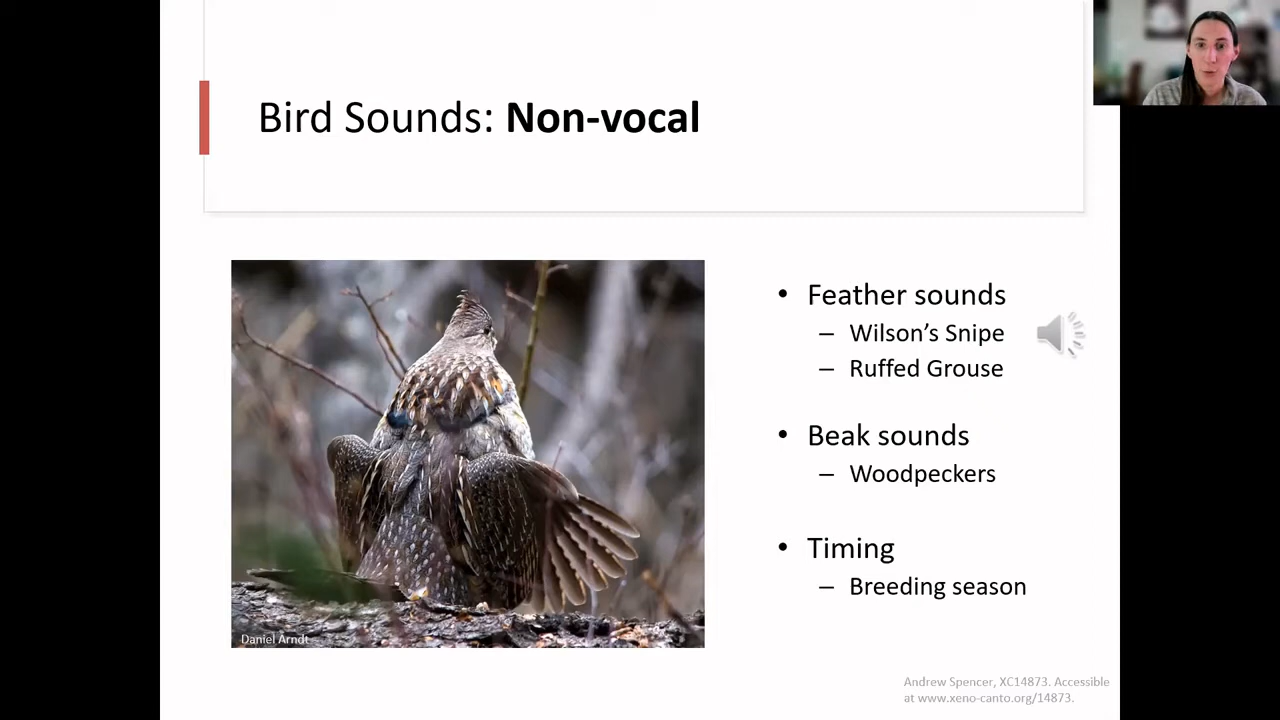 Bird Sounds: Non-vocal
• Feather sounds
– Wilson’s Snipe
– Ruffed Grouse
• Beak sounds
– Woodpeckers
• Timing
– Breeding season
Daniel Arndt
Andrew Spencer, XC14873. Accessible
at www.xeno-canto.org/14873.